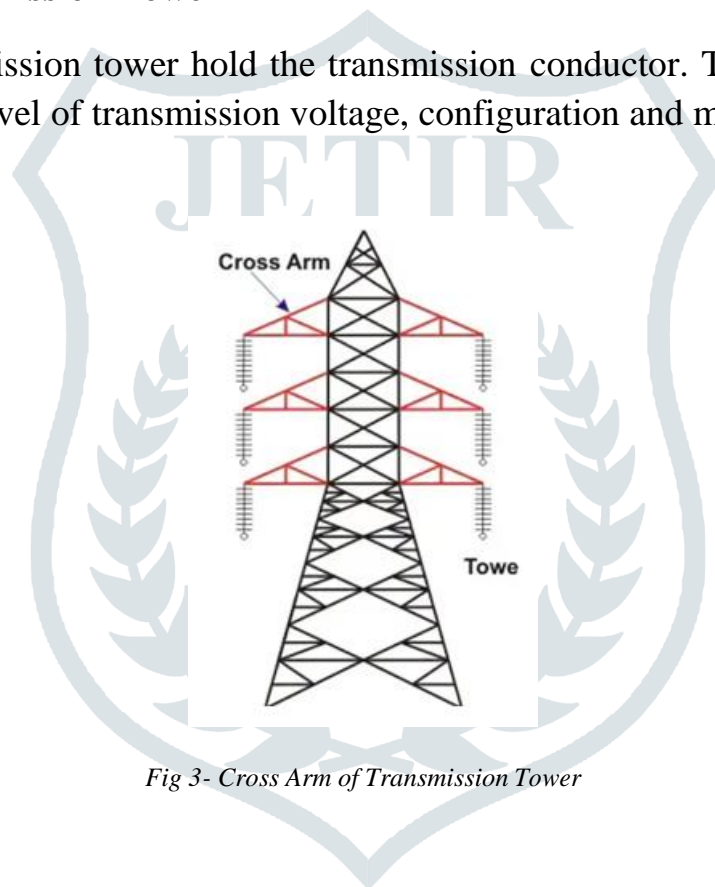 ission tower hold the transmission conductor. T
vel of transmission voltage, configuration and m
JETIR
Cross Arm
Towe
Fig 3- Cross Arm of Transmission Tower